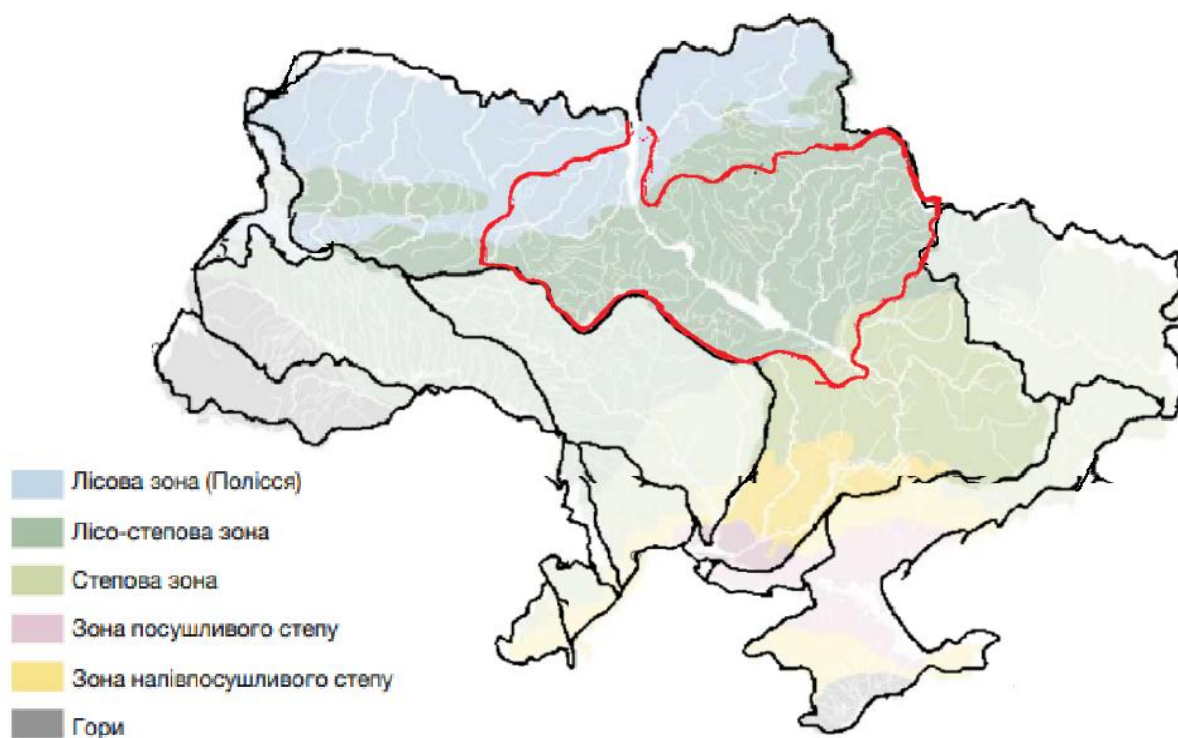 Лісова зона (Полісся)
Лісо-степова зона
Степова зона
Зона посушливого степу
Зона напівпосушливого степу
Гори